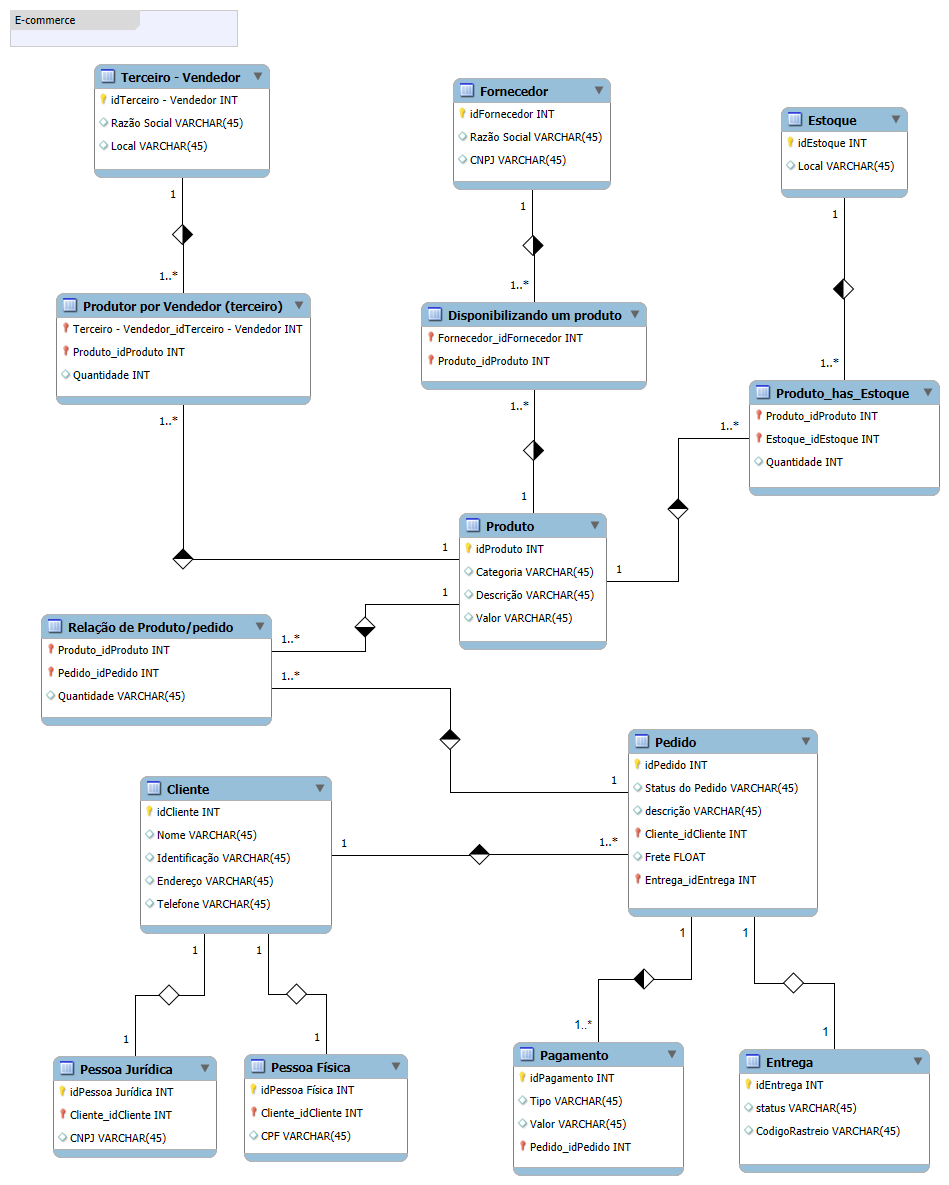 E-commerce
Terceiro - Vendedor
idTerceiro - Vendedor INT
Razão Social VARCHAR(45)
Local VARCHAR(45)
Fornecedor
idFornecedor INT
Razão Social VARCHAR(45)
CNPJ VARCHAR(45)
Estoque
idEstoque INT
Local VARCHAR(45)
1
1..*
1
1..*
1
1..*
Produtor por Vendedor (terceiro)
Terceiro - Vendedor_idTerceiro - Vendedor INT
Produto_idProduto INT
Quantidade INT
1..*
1
Disponibilizando um produto
Fornecedor_idFornecedor INT
Produto_idProduto INT
1..*
1
Produto_has_Estoque
Produto_idProduto INT
Estoque_idEstoque INT
Quantidade INT
1..*
1
Produto
idProduto INT
Categoria VARCHAR(45)
Descrição VARCHAR(45)
Valor VARCHAR(45)
1
1..*
Relação de Produto/pedido
Produto_idProduto INT
Pedido_idPedido INT
Quantidade VARCHAR(45)
1..*
1
Pedido
idPedido INT
Status do Pedido VARCHAR(45)
descrição VARCHAR(45)
Cliente_idCliente INT
Frete FLOAT
Entrega_idEntrega INT
Cliente
idCliente INT
Nome VARCHAR(45)
Identificação VARCHAR(45)
Endereço VARCHAR(45)
Telefone VARCHAR(45)
1
1..*
1
1
1
1
1
1..*
1
1
Pessoa Jurídica
idPessoa Jurídica INT
Cliente_idCliente INT
CNPJ VARCHAR(45)
Pessoa Física
idPessoa Física INT
Cliente_idCliente INT
CPF VARCHAR(45)
Pagamento
idPagamento INT
Tipo VARCHAR(45)
Valor VARCHAR(45)
Pedido_idPedido INT
Entrega
idEntrega INT
status VARCHAR(45)
CodigoRastreio VARCHAR(45)